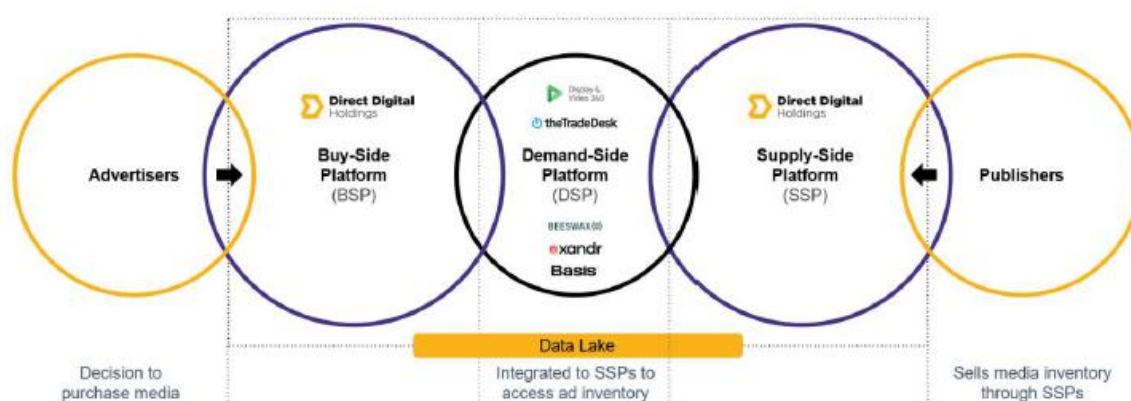 Advertisers
Direct Digital
Holdings
Buy-Side
Platform
(BSP)
Display &
Video 360
theTradeDesk
Demand-Side
Platform
(DSP)
BEESWAX
xandr
Basis
Direct Digital
Holdings
Supply-Side
Platform
(SSP)
Publishers
Data Lake
Decision to
purchase media
Integrated to SSPs to
access ad inventory
Sells media inventory
through SSPs